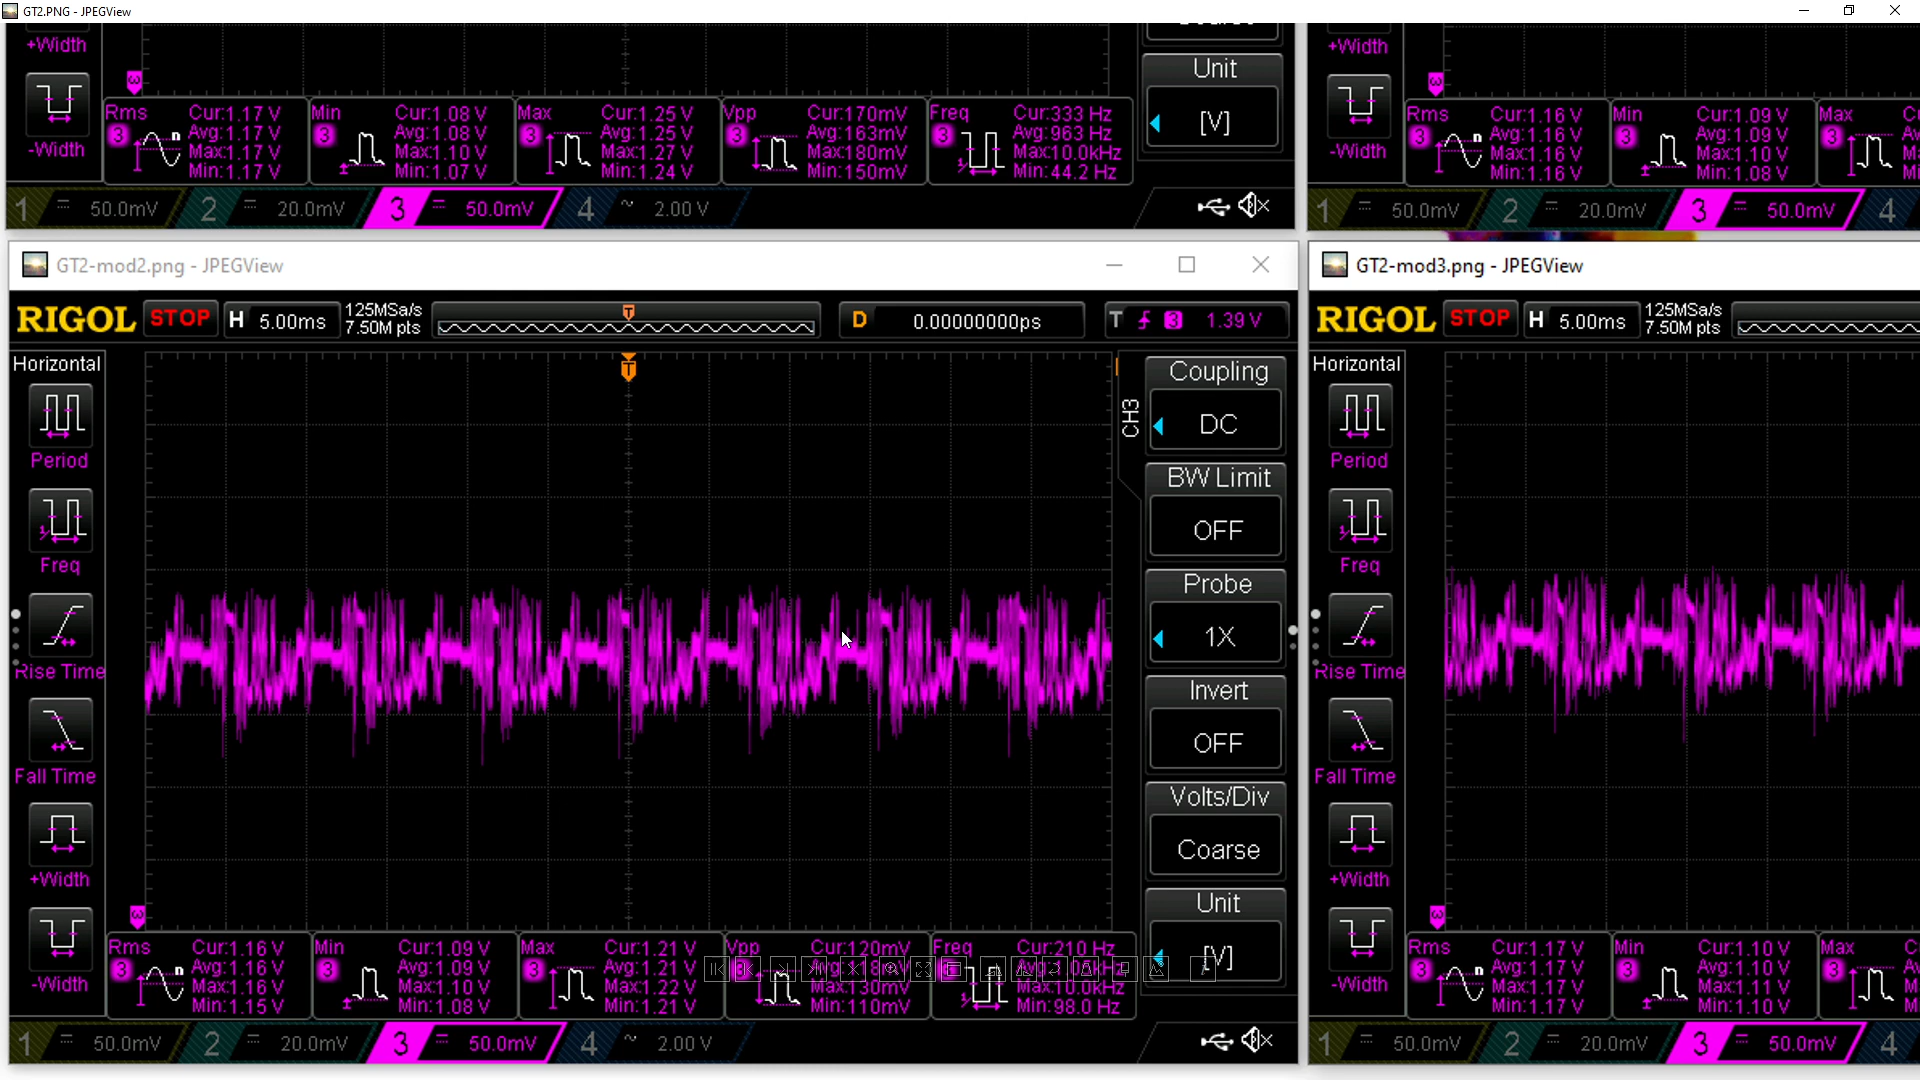 GT2.PNG - JPEGView
+Width
-Width
Rms Cur:1.17 V Min Cur:1.08 V Max Cur:1.25 V Vpp Cur:170mV Freq Cur:333 Hz
3 Avg:1.17 V 3 Avg:1.08 V 3 Avg:1.25 V 3 Avg:163mV 3 Avg:963 Hz
Max:1.17 V Max:1.10 V Max:1.27 V Max:180mV Max:10.0kHz
Min:1.17 V Min:1.07 V Min:1.24 V Min:150mV Min:44.2 Hz
1 50.0mV 2 20.0mV 3 50.0mV 4 2.00 V
Unit
[V]
+Width
-Width
Rms Cur:1.16 V Min Cur:1.09 V Max
3 Avg:1.16 V 3 Avg:1.09 V 3
Max:1.16 V Max:1.10 V
Min:1.16 V Min:1.08 V
1 50.0mV 2 20.0mV 3 50.0mV 4
GT2-mod2.png - JPEGView
RIGOL STOP H 5.00ms 125MSa/s 7.50M pts T D 0.00000000ps T 3 1.39 V
Horizontal
Period
Freq
Rise Time
Fall Time
+Width
-Width
T
CH3
Coupling
DC
BW Limit
OFF
Probe
1X
Invert
OFF
Volts/Div
Coarse
Unit
[V]
Rms Cur:1.16 V Min Cur:1.09 V Max Cur:1.21 V Vpp Cur:120mV Freq Cur:210 Hz
3 Avg:1.16 V 3 Avg:1.09 V 3 Avg:1.21 V
Max:1.16 V Max:1.10 V Max:1.22 V Max:130mV Max:10.0kHz
Min:1.15 V Min:1.08 V Min:1.21 V Min:110mV Min:98.0 Hz
1 50.0mV 2 20.0mV 3 50.0mV 4 2.00 V
GT2-mod3.png - JPEGView
RIGOL STOP H 5.00ms 125MSa/s 7.50M pts
Horizontal
Period
Freq
Rise Time
Fall Time
+Width
-Width
Rms Cur:1.17 V Min Cur:1.10 V Max
3 Avg:1.17 V 3 Avg:1.10 V 3
Max:1.17 V Max:1.11 V
Min:1.17 V Min:1.10 V
1 50.0mV 2 20.0mV 3 50.0mV 4